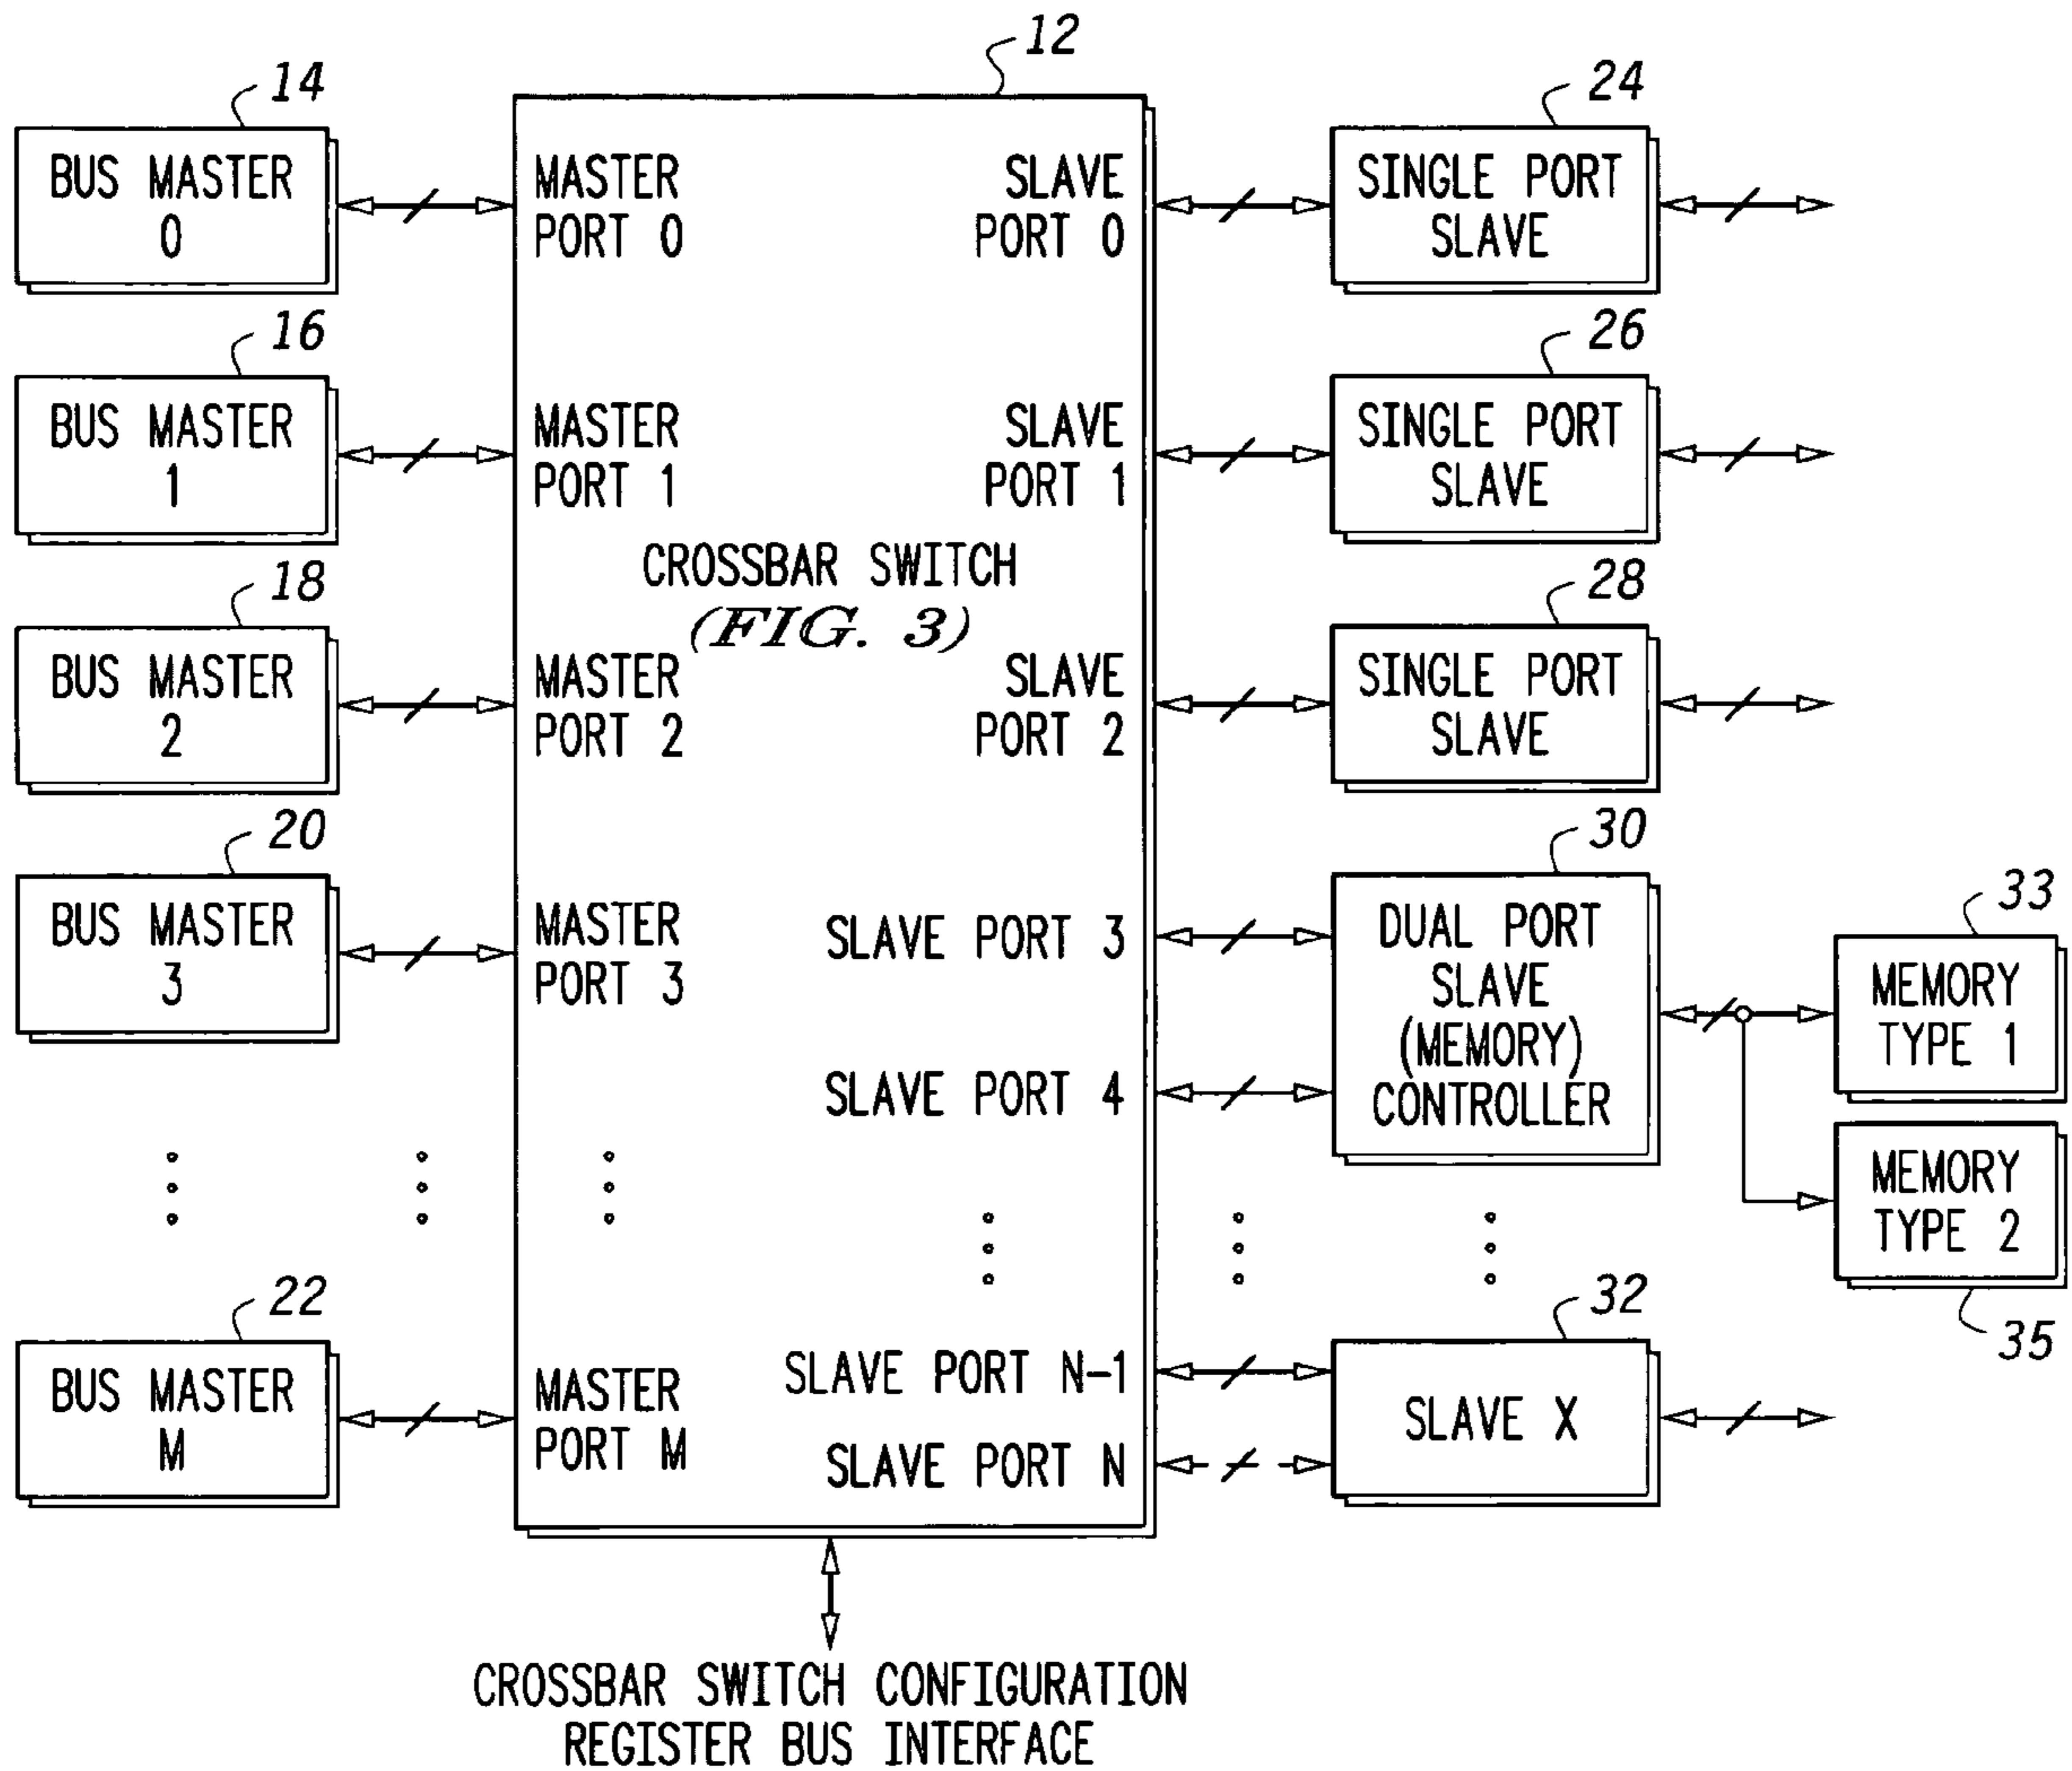 12
14
BUS MASTER
0
16
BUS MASTER
1
18
BUS MASTER
2
20
BUS MASTER
3
22
BUS MASTER
M
MASTER
PORT 0
MASTER
PORT 1
CROSSBAR SWITCH
(FIG. 3)
MASTER
PORT 2
MASTER
PORT 3
MASTER
PORT M
SLAVE
PORT 0
SLAVE
PORT 1
SLAVE
PORT 2
SLAVE PORT 3
SLAVE PORT 4
SLAVE PORT N-1
SLAVE PORT N
24
SINGLE PORT
SLAVE
26
SINGLE PORT
SLAVE
28
SINGLE PORT
SLAVE
30
DUAL PORT
SLAVE
(MEMORY)
CONTROLLER
32
SLAVE X
33
MEMORY
TYPE 1
MEMORY
TYPE 2
35
CROSSBAR SWITCH CONFIGURATION
REGISTER BUS INTERFACE